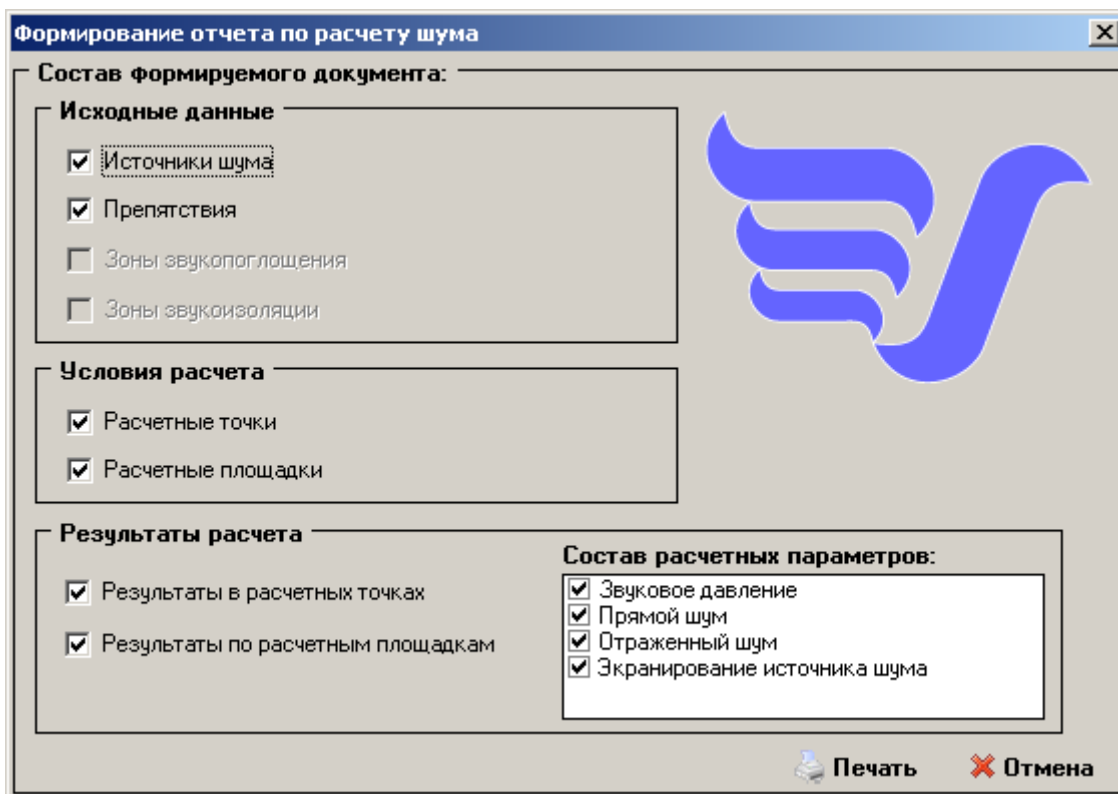 Формирование отчета по расчету шума
Состав формируемого документа:
Исходные данные
Источники шума
Препятствия
Зоны звукопоглощения
Зоны звукоизоляции
Условия расчета
Расчетные точки
Расчетные площадки
Результаты расчета
Результаты в расчетных точках
Результаты по расчетным площадкам
Состав расчетных параметров:
Звуковое давление
Прямой шум
Отраженный шум
Экранирование источника шума
Печать
Отмена